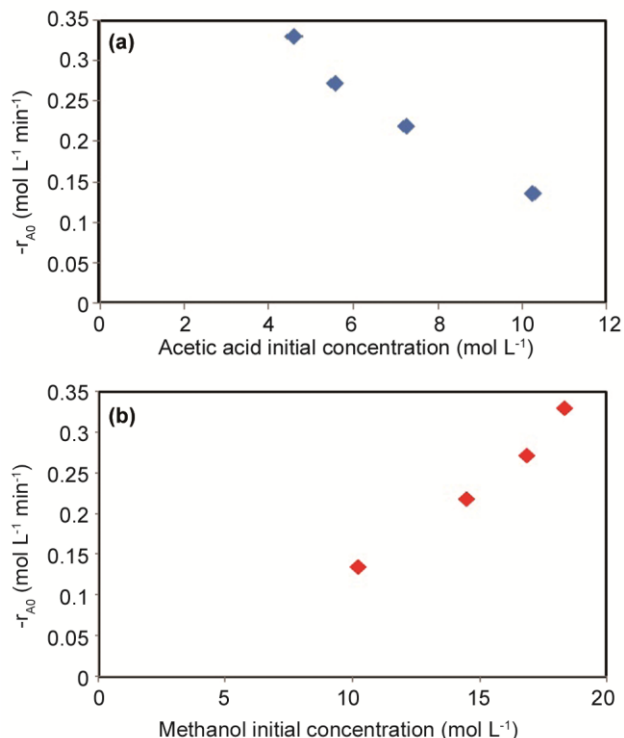 (a)
0.35
0.3
0.25
0.2
0.15
0.1
0.05
0
-rA0 (mol L-1 min-1)
0 2 4 6 8 10 12
Acetic acid initial concentration (mol L-1)
(b)
0.35
0.3
0.25
0.2
0.15
0.1
0.05
0
-rA0 (mol L-1 min-1)
0 5 10 15 20
Methanol initial concentration (mol L-1)